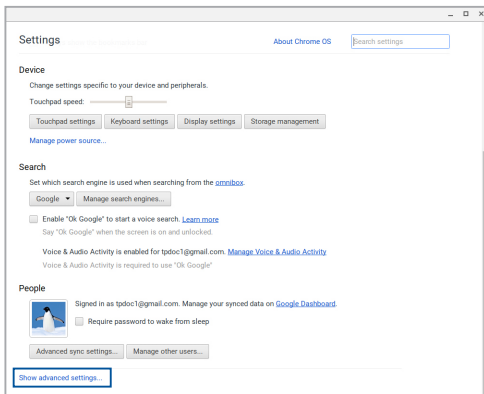 Settings
About Chrome OS
Search settings
Device
Change settings specific to your device and peripherals.
Touchpad speed:
Touchpad settings Keyboard settings Display settings Storage management
Manage power source...
Search
Set which search engine is used when searching from the omnibox.
Google Manage search engines...
Enable "Ok Google" to start a voice search. Learn more
Say "Ok Google" when the screen is on and unlocked.
Voice & Audio Activity is enabled for tpdoc1@gmail.com. Manage Voice & Audio Activity
Voice & Audio Activity is required to use "Ok Google"
People
Signed in as tpdoc1@gmail.com. Manage your synced data on Google Dashboard.
Require password to wake from sleep
Advanced sync settings... Manage other users...
Show advanced settings...